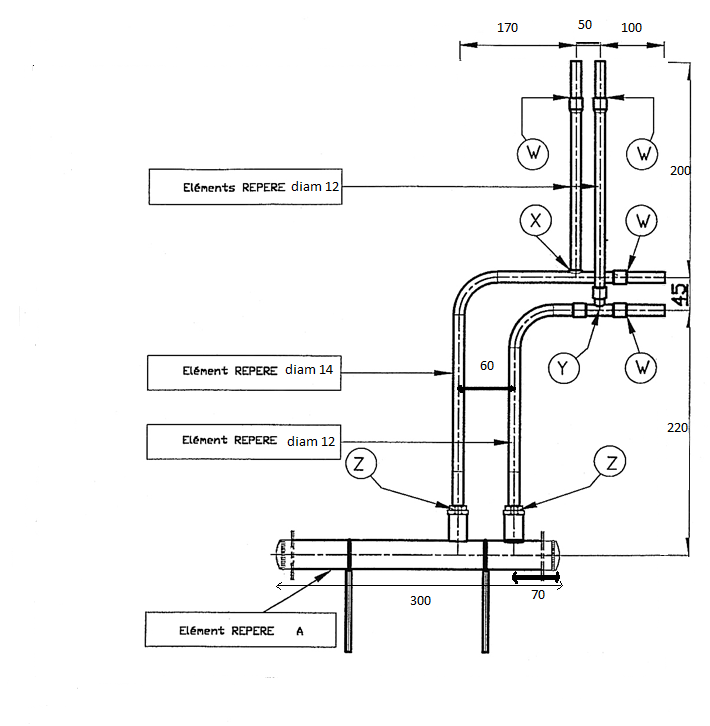 170
50
100
W
W
Eléments REPERE diam 12
200
X
W
45
Elément REPERE diam 14
60
Y
W
Elément REPERE diam 12
220
Z
Z
300
70
Elément REPERE A